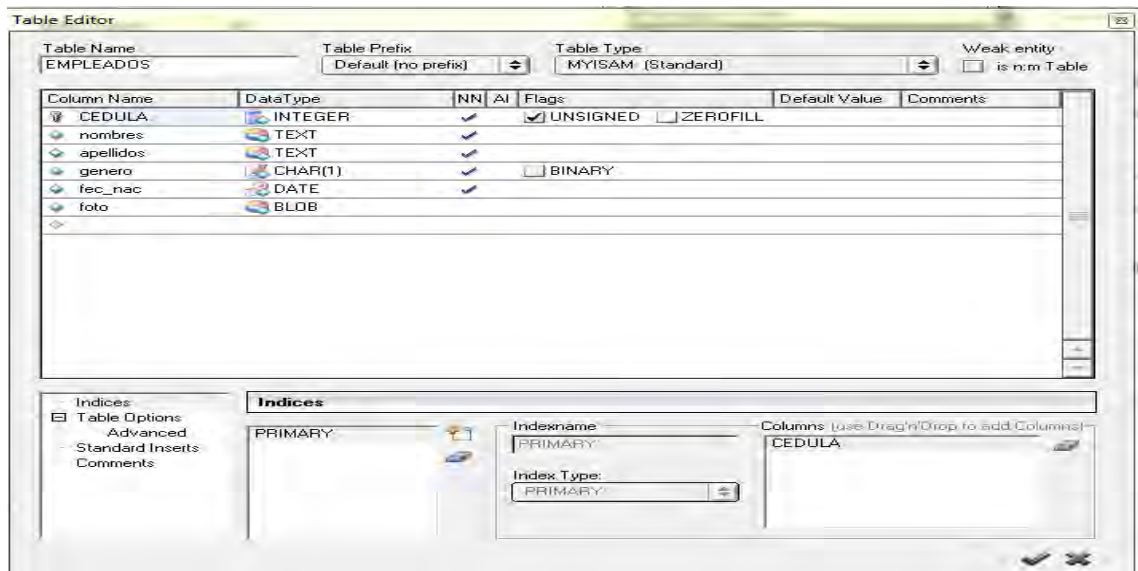 Table Editor
Table Name Table Prefix Table Type Weak entity
EMPLEADOS Default (no prefix) MYISAM (Standard) is n:m Table
Column Name DataType NN AI Flags Default Value Comments
CEDULA INTEGER UNSIGNED ZEROFILL
nombres TEXT
apellidos TEXT
genero CHAR(1) BINARY
fec_nac DATE
foto BLOB
Indices
Table Options
Advanced
Standard Inserts
Comments
Indices
PRIMARY
Indexname
PRIMARY
Index Type:
PRIMARY
Columns (use Drag'n'Drop to add Columns)
CEDULA